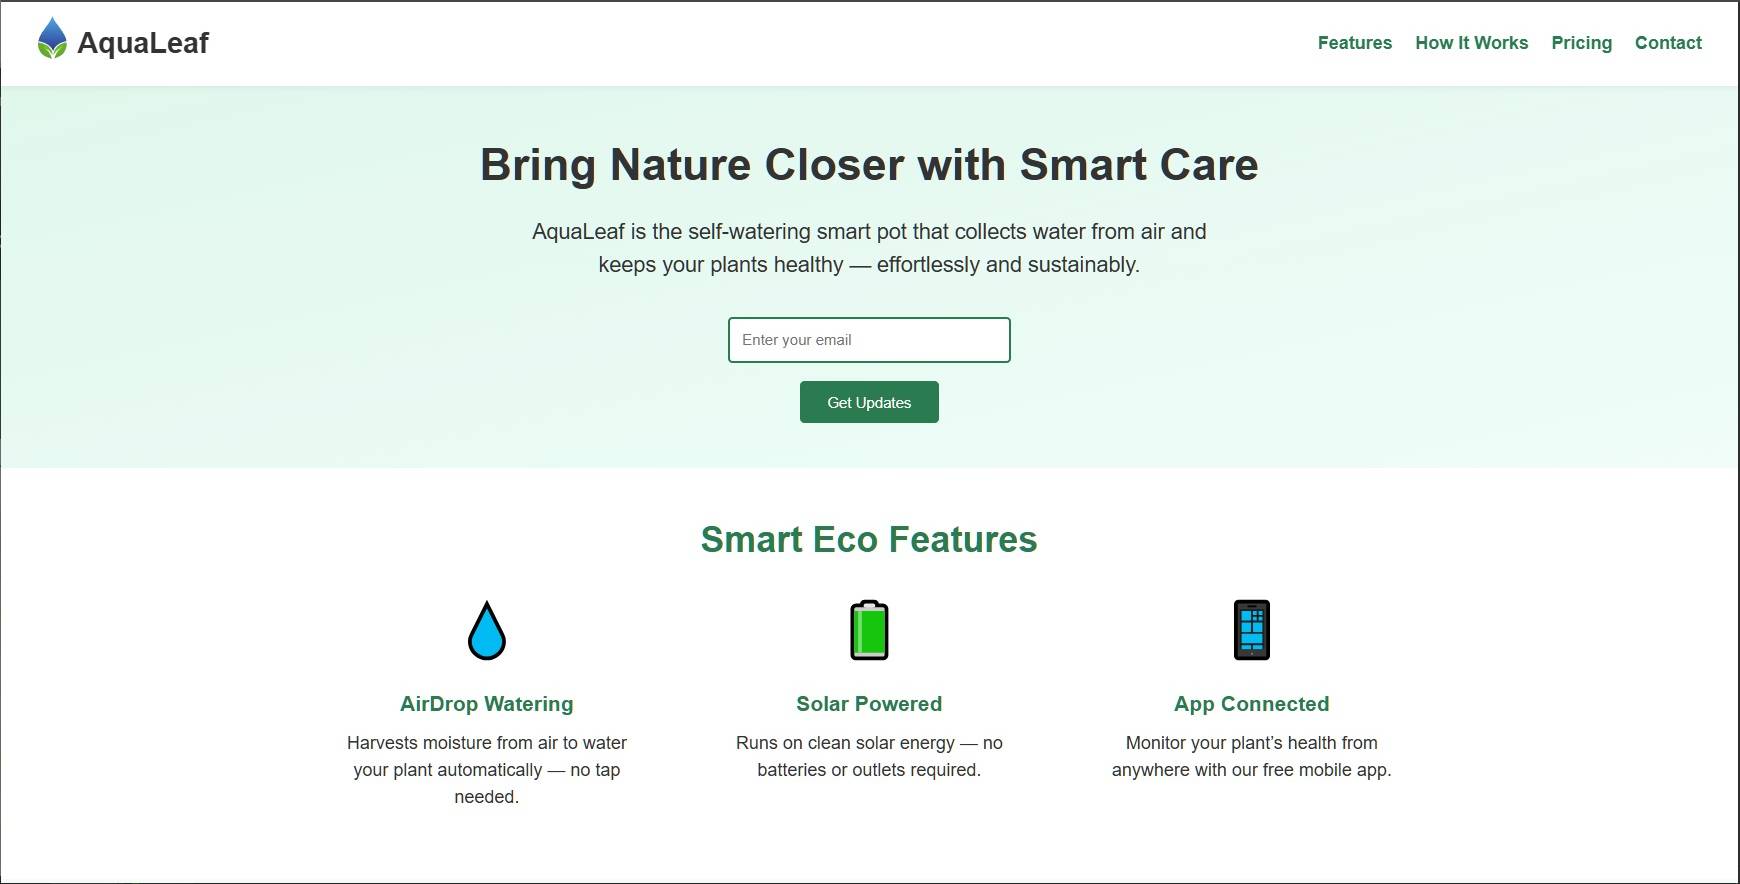 AquaLeaf
Features How It Works Pricing Contact
Bring Nature Closer with Smart Care
AquaLeaf is the self-watering smart pot that collects water from air and
keeps your plants healthy — effortlessly and sustainably.
Enter your email
Get Updates
Smart Eco Features
AirDrop Watering
Harvests moisture from air to water
your plant automatically — no tap
needed.
Solar Powered
Runs on clean solar energy — no
batteries or outlets required.
App Connected
Monitor your plant’s health from
anywhere with our free mobile app.